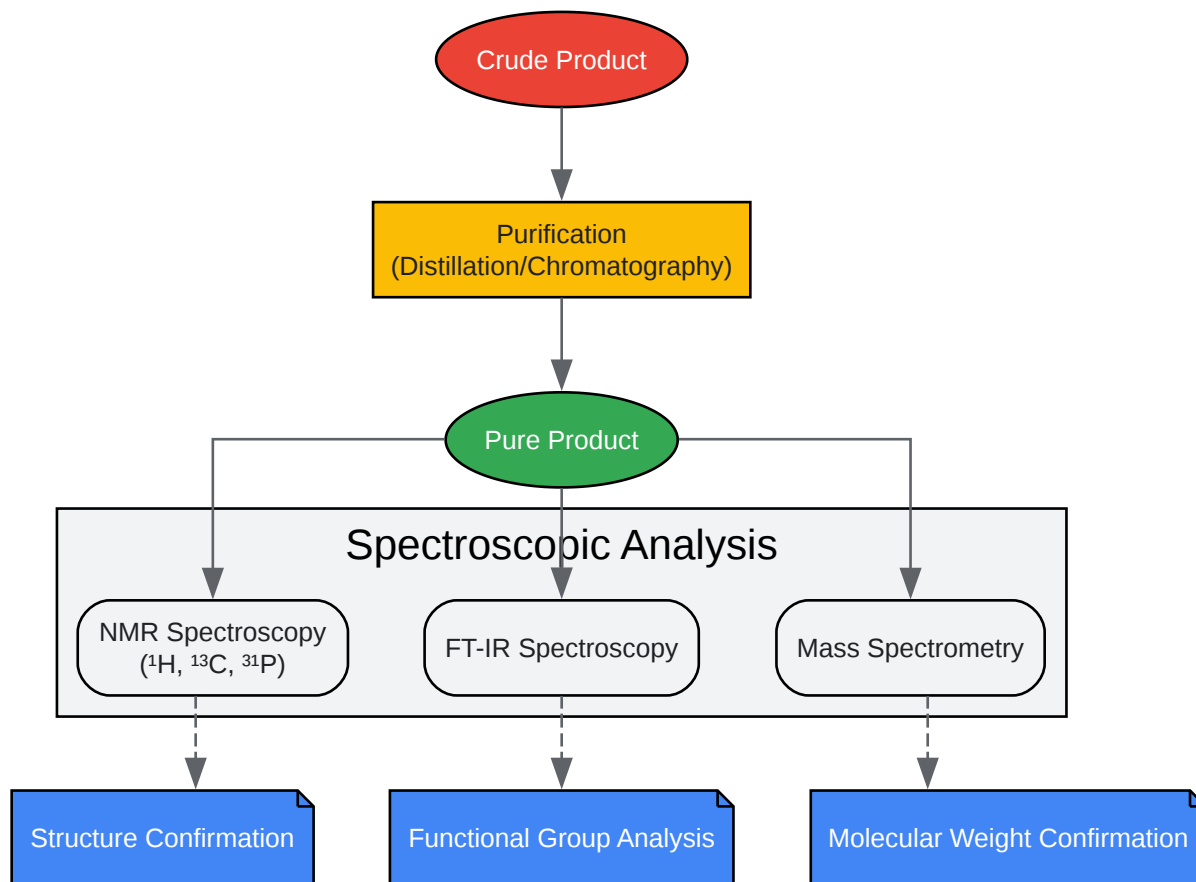 Crude Product
Purification
(Distillation/Chromatography)
Pure Product
Spectroscopic Analysis
NMR Spectroscopy
(¹H, ¹³C, ³¹P)
FT-IR Spectroscopy
Mass Spectrometry
Structure Confirmation
Functional Group Analysis
Molecular Weight Confirmation